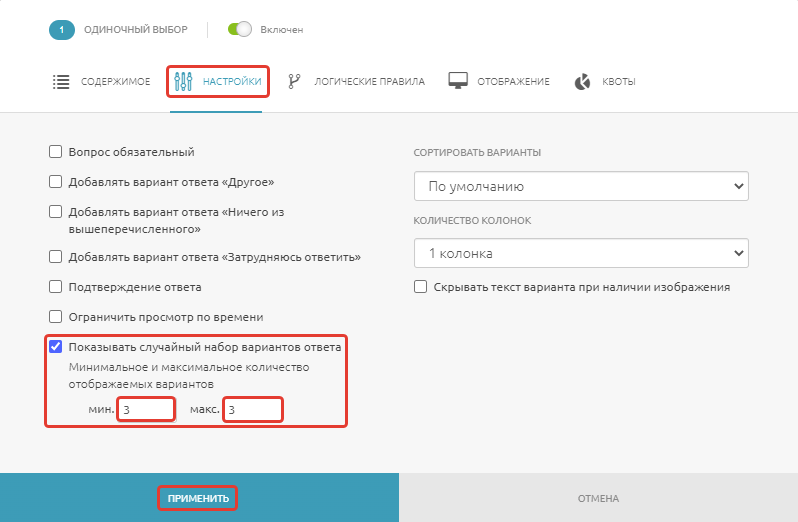 1 ОДИНОЧНЫЙ ВЫБОР Включен
СОДЕРЖИМОЕ НАСТРОЙКИ ЛОГИЧЕСКИЕ ПРАВИЛА ОТОБРАЖЕНИЕ КВОТЫ
Вопрос обязательный
Добавлять вариант ответа «Другое»
Добавлять вариант ответа «Ничего из
вышеперечисленного»
Добавлять вариант ответа «Затрудняюсь ответить»
Подтверждение ответа
Ограничить просмотр по времени
Показывать случайный набор вариантов ответа
Минимальное и максимальное количество
отображаемых вариантов
мин. 3 макс. 3
СОРТИРОВАТЬ ВАРИАНТЫ
По умолчанию
КОЛИЧЕСТВО КОЛОНОК
1 колонка
Скрывать текст варианта при наличии изображения
ПРИМЕНИТЬ ОТМЕНА